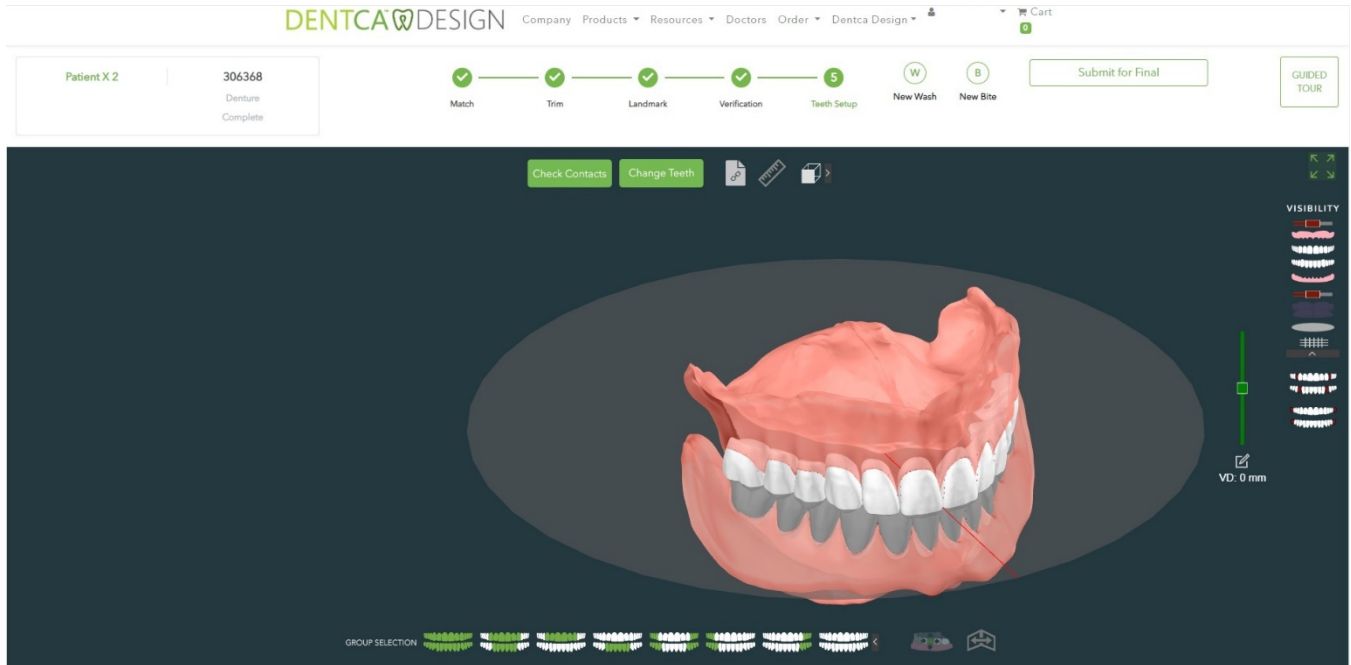 DENTCA DESIGN
Company Products Resources Doctors Order Dentca Design Cart
0
Patient X 2
306368
Denture
Complete
Match
Trim
Landmark
Verification
5
Teeth Setup
W
New Wash
B
New Bite
Submit for Final
GUIDED
TOUR
Check Contacts
Change Teeth
VISIBILITY
VD: 0 mm
GROUP SELECTION